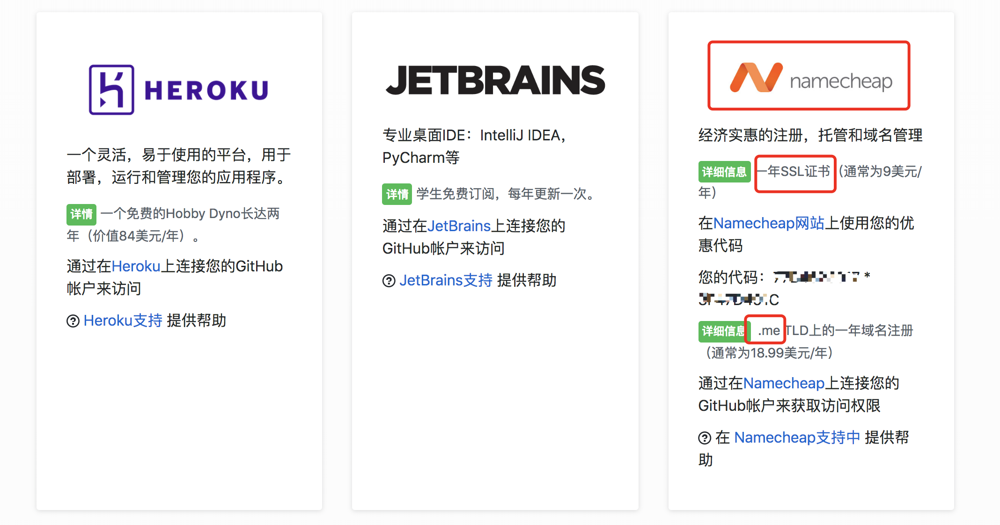 HEROKU
一个灵活，易于使用的平台，用于
部署，运行和管理您的应用程序。
详情 一个免费的Hobby Dyno长达两
年（价值84美元/年）。
通过在Heroku上连接您的GitHub
帐户来访问
Heroku支持 提供帮助
JETBRAINS
专业桌面IDE：IntelliJ IDEA，
PyCharm等
详情 学生免费订阅，每年更新一次。
通过在JetBrains上连接您的
GitHub帐户来访问
JetBrains支持 提供帮助
namecheap
经济实惠的注册，托管和域名管理
详细信息 一年SSL证书（通常为9美元/
年）
在Namecheap网站上使用您的优
惠代码
您的代码： *
C
详细信息 .me TLD上的一年域名注册
（通常为18.99美元/年）
通过在Namecheap上连接您的
GitHub帐户来获取访问权限
在 Namecheap支持中 提供帮
助